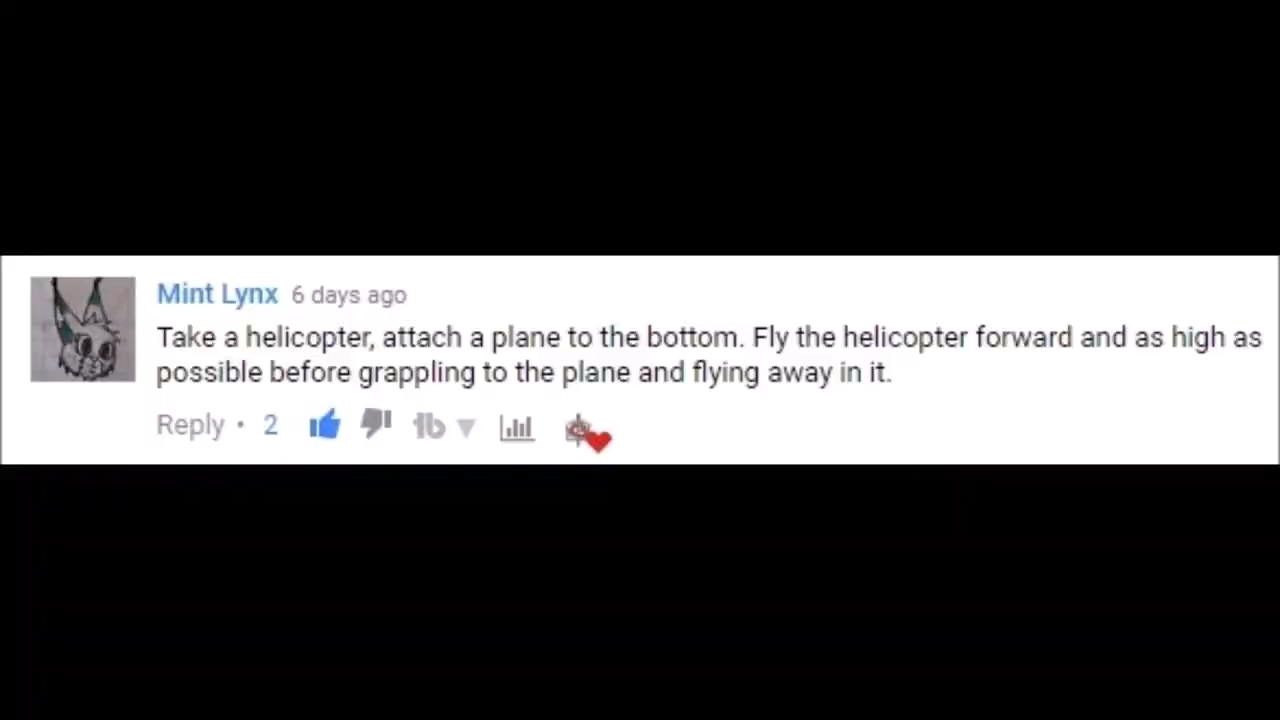 Mint Lynx 6 days ago
Take a helicopter, attach a plane to the bottom. Fly the helicopter forward and as high as
possible before grappling to the plane and flying away in it.
Reply • 2